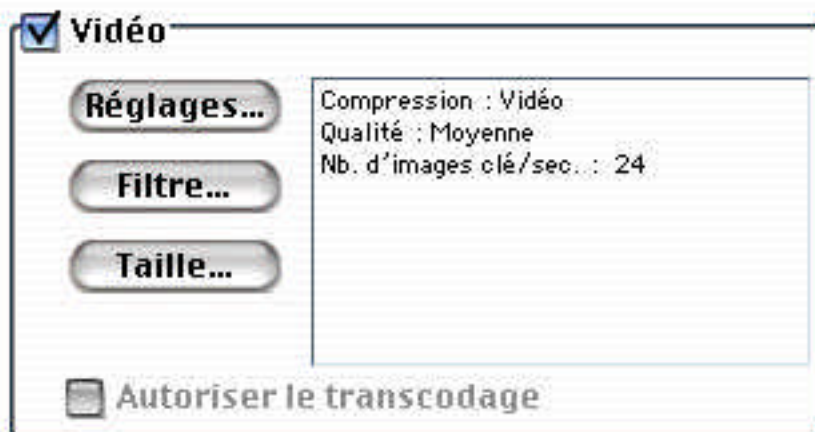 Vidéo
Réglages...
Compression : Vidéo
Qualité : Moyenne
Nb. d'images clé/sec. : 24
Filtre...
Taille...
Autoriser le transcodage